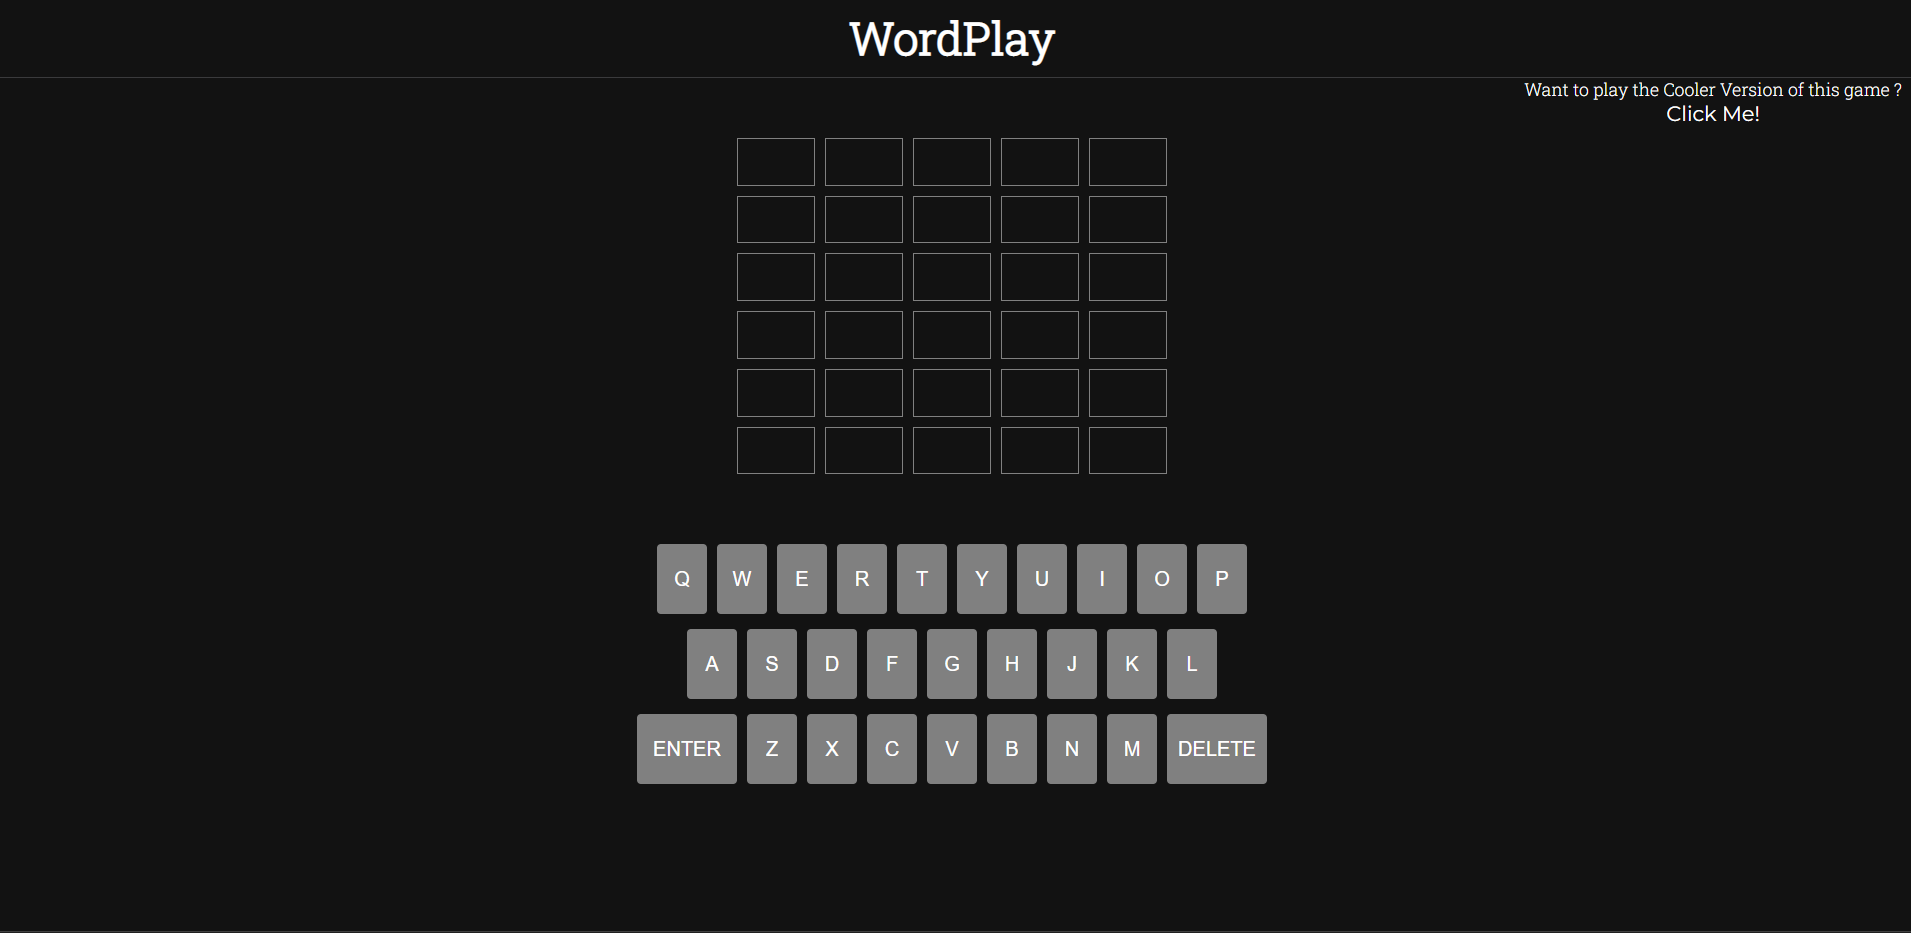 WordPlay
Want to play the Cooler Version of this game ?
Click Me!
Q W E R T Y U I O P
A S D F G H J K L
ENTER Z X C V B N M DELETE